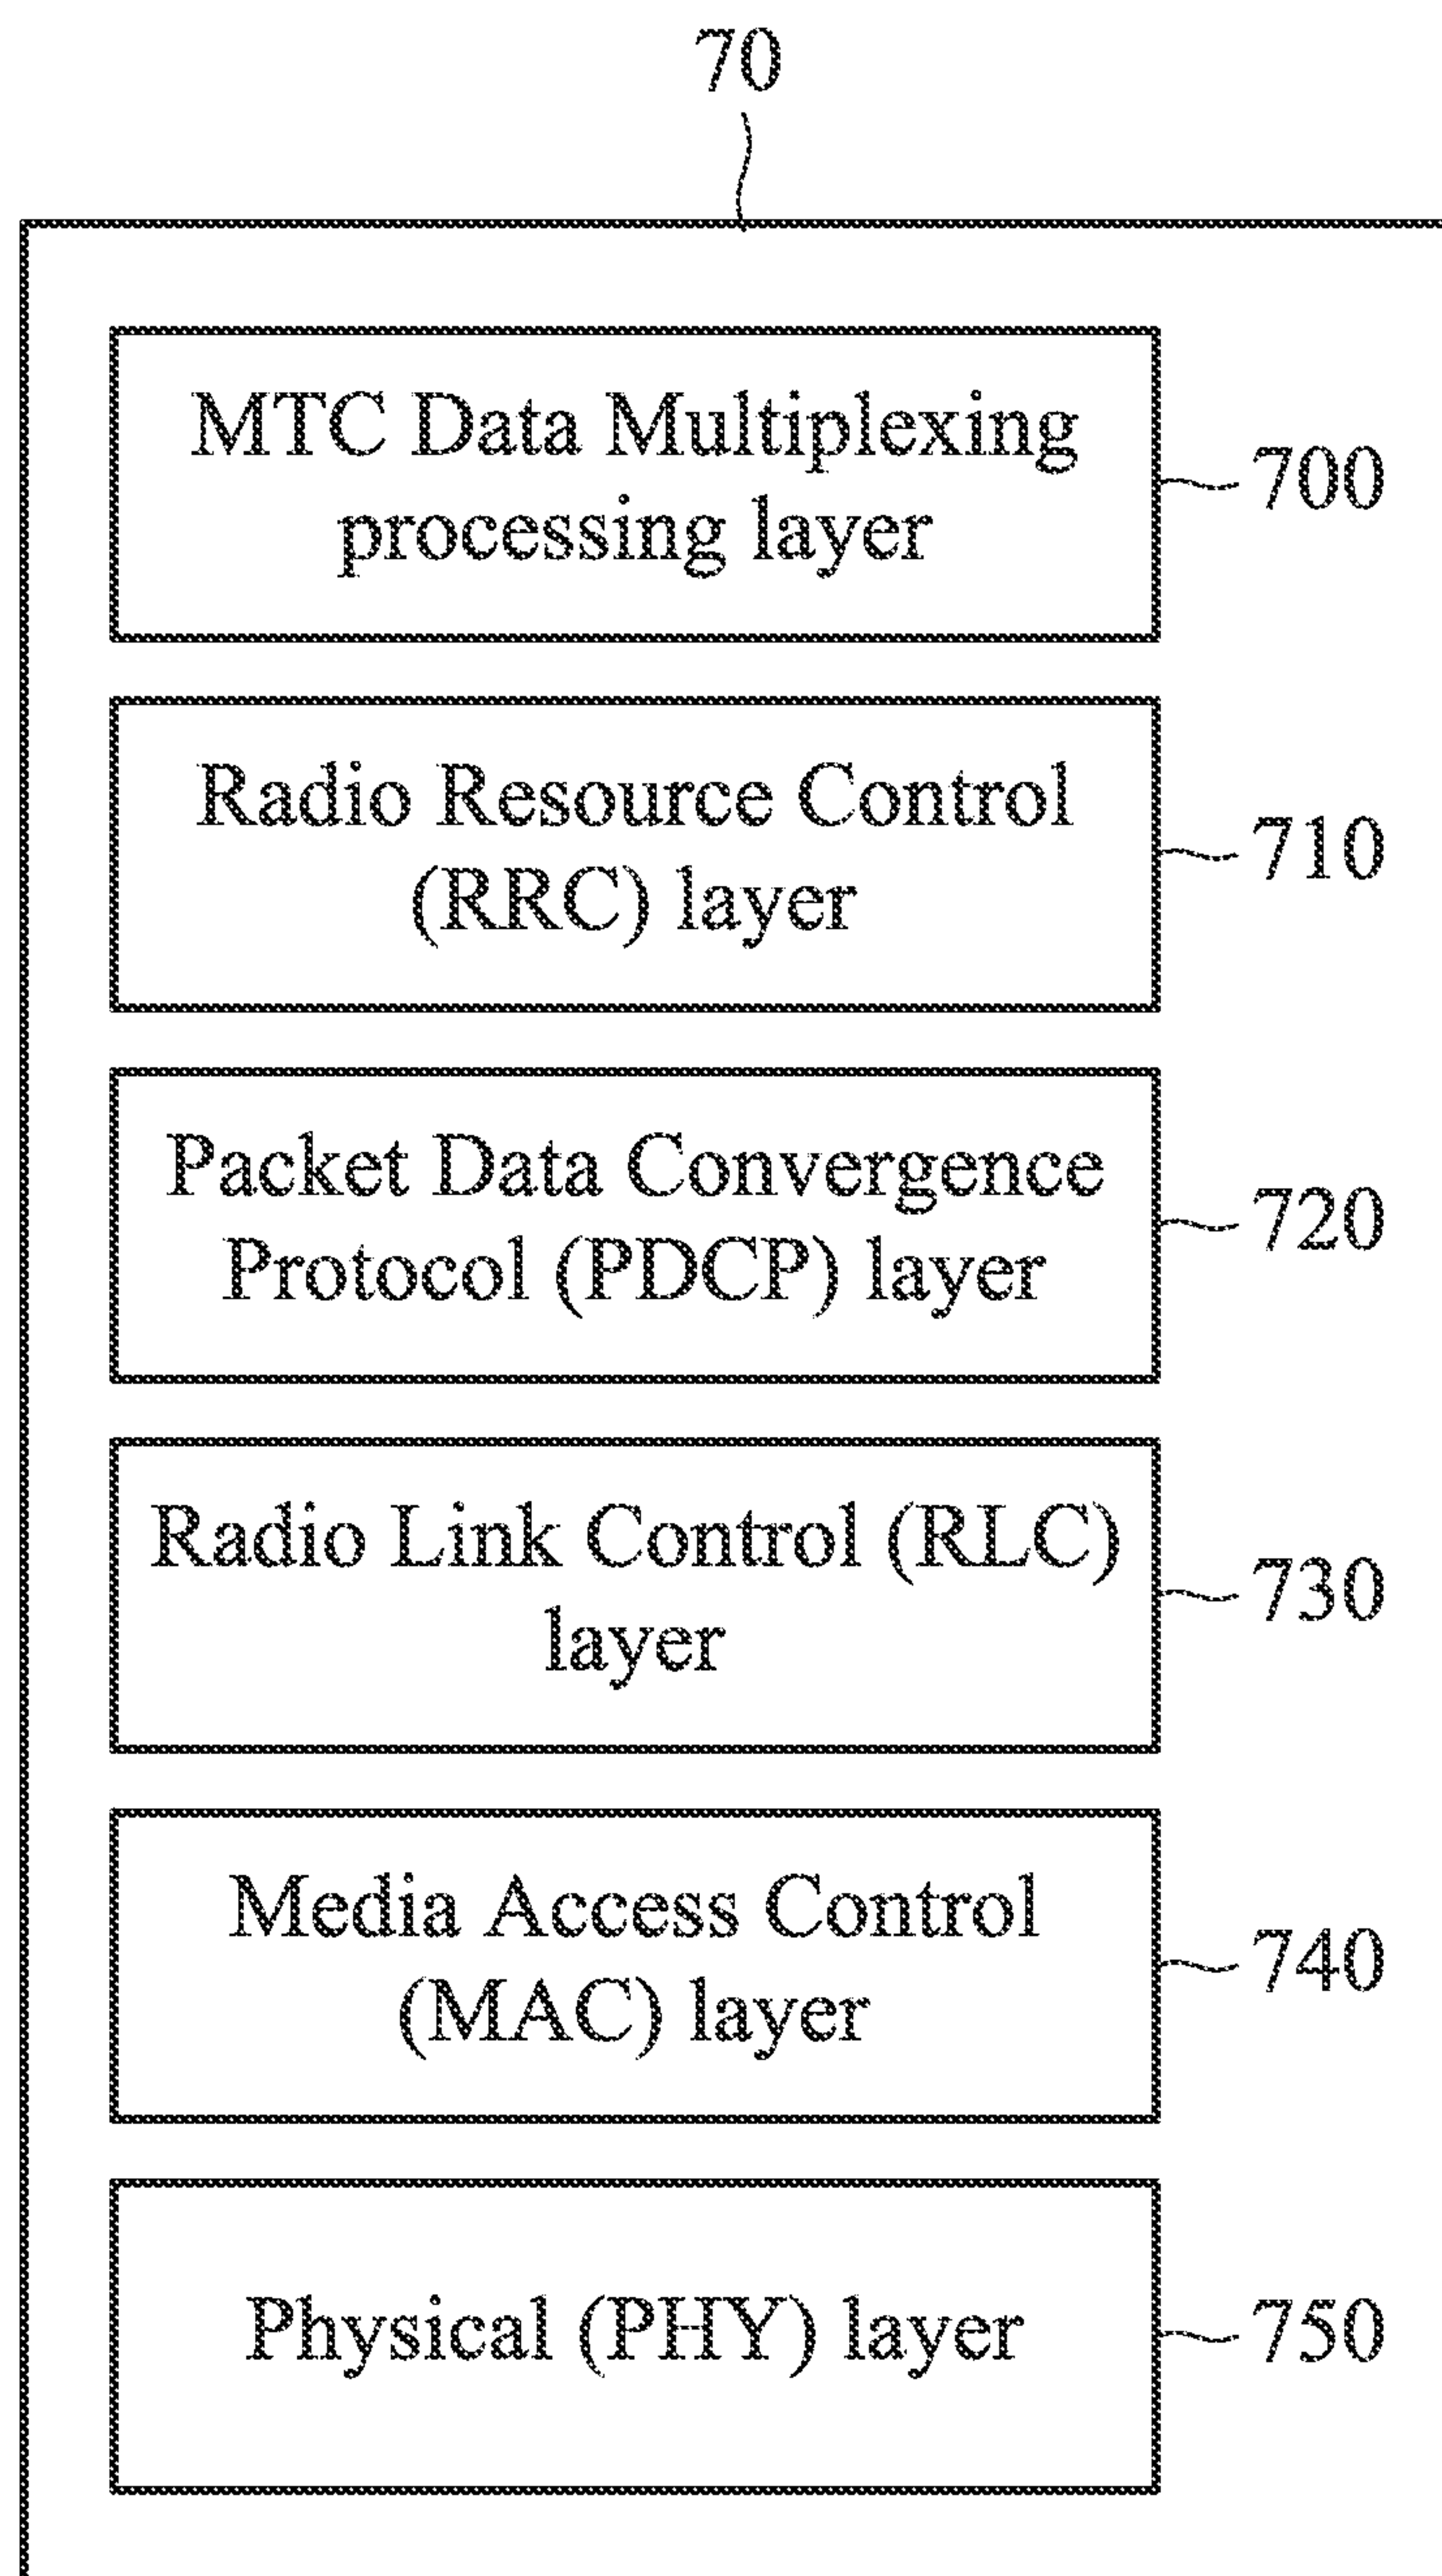 70
MTC Data Multiplexing
processing layer
700
Radio Resource Control
(RRC) layer
710
Packet Data Convergence
Protocol (PDCP) layer
720
Radio Link Control (RLC)
layer
730
Media Access Control
(MAC) layer
740
Physical (PHY) layer
750